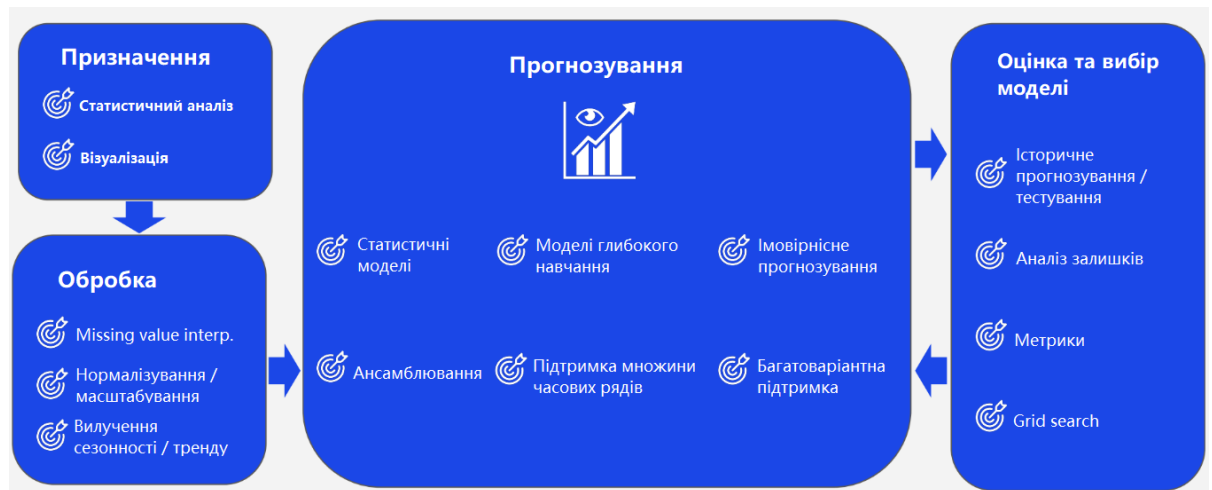 Призначення
Статистичний аналіз
Візуалізація
Обробка
Missing value interp.
Нормалізування /
масштабування
Вилучення
сезонності / тренду
Прогнозування
Статистичні
моделі
Моделі глибокого
навчання
Імовірнісне
прогнозування
Ансамблювання
Підтримка множини
часових рядів
Багатоваріантна
підтримка
Оцінка та вибір
моделі
Історичне
прогнозування /
тестування
Аналіз залишків
Метрики
Grid search